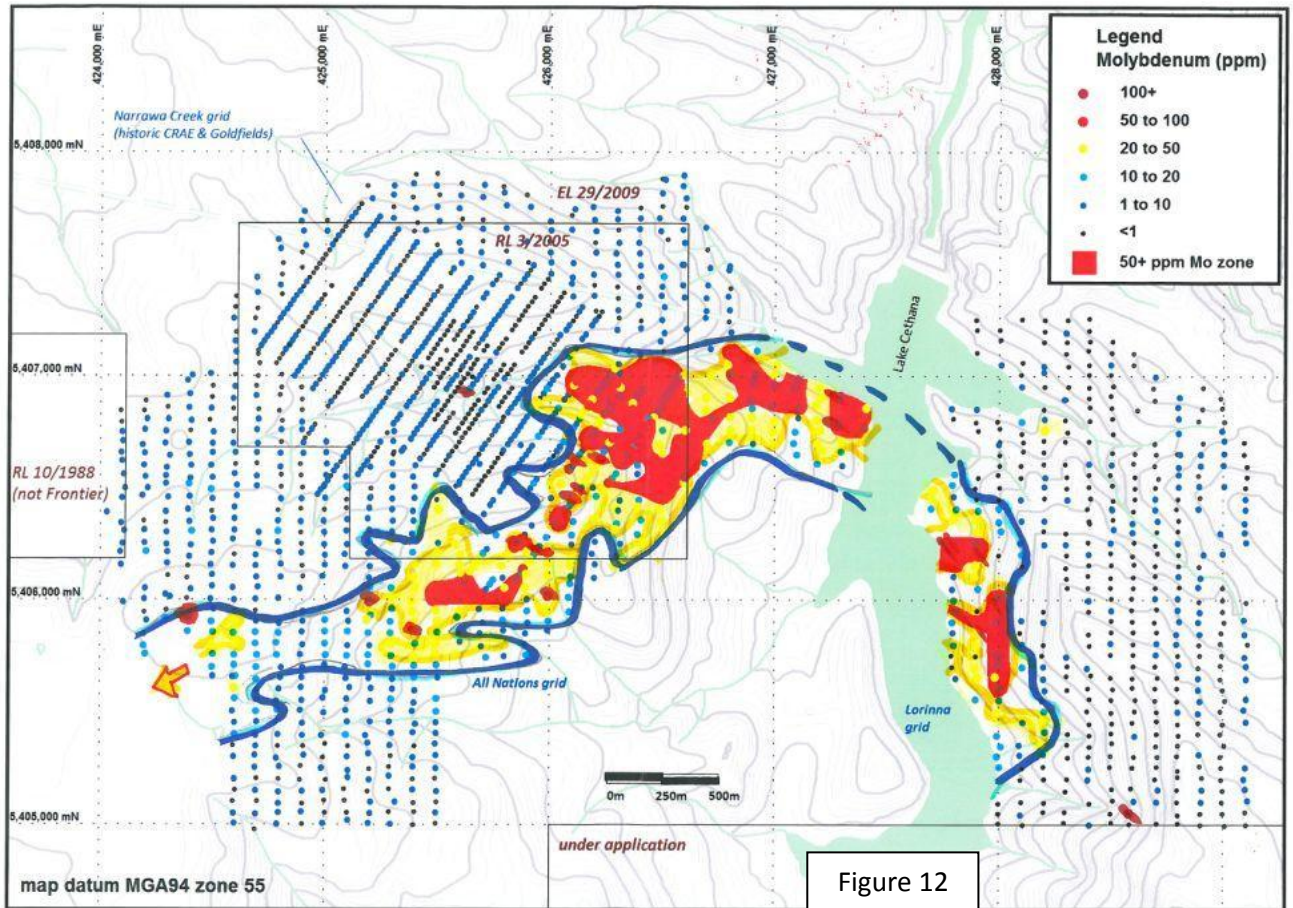 424,000 mE
425,000 mE
426,000 mE
427,000 mE
428,000 mE
Legend
Molybdenum (ppm)
100+
50 to 100
20 to 50
10 to 20
1 to 10
<1
50+ ppm Mo zone
Narrawa Creek grid
(historic CRAE & Goldfields)
5,408,000 mN
EL 29/2009
RL 3/2005
Lake Cethana
5,407,000 mN
RL 10/1988
(not Frontier)
5,406,000 mN
All Nations grid
Lorinna
grid
0m 250m 500m
5,405,000 mN
under application
map datum MGA94 zone 55
Figure 12